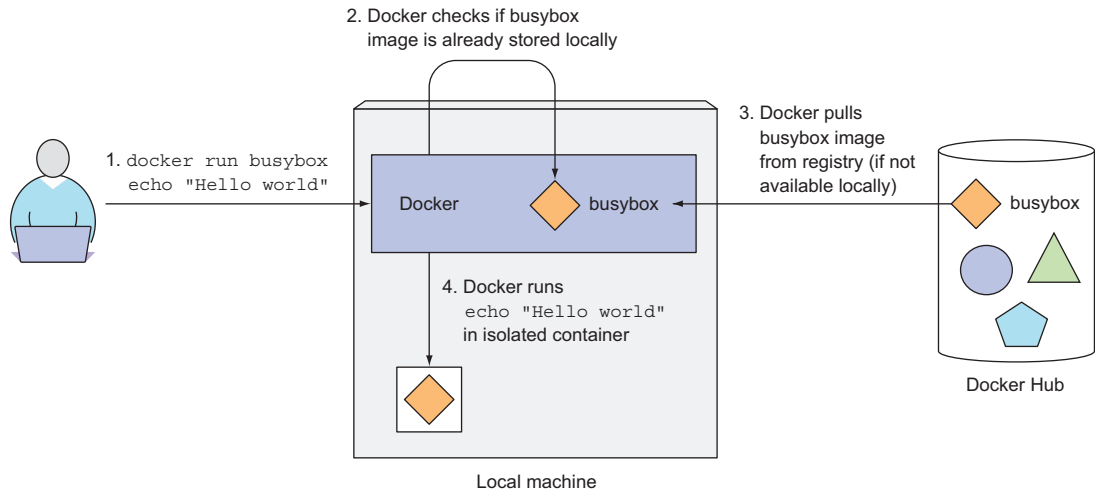 2. Docker checks if busybox
image is already stored locally
1. docker run busybox
echo "Hello world"
3. Docker pulls
busybox image
from registry (if not
available locally)
Docker
busybox
busybox
4. Docker runs
echo "Hello world"
in isolated container
Docker Hub
Local machine